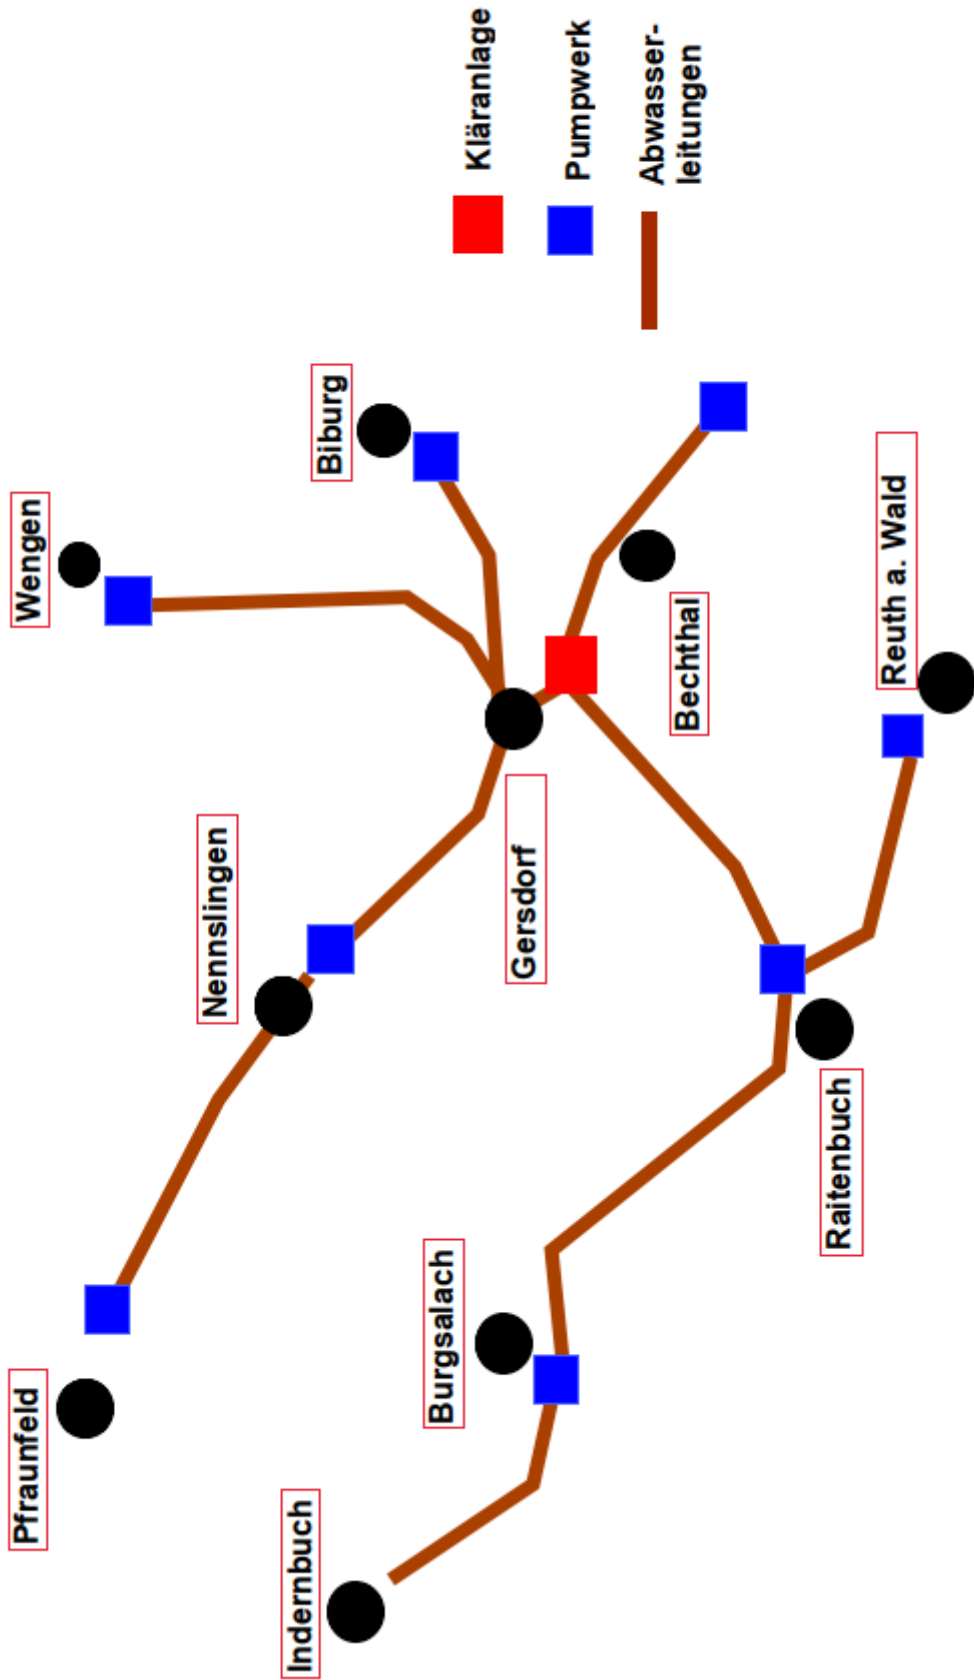 Pfraunfeld
Wengen
Nennslingen
Indernbuch
Biburg
Burgsalach
Gersdorf
Bechthal
Raitenbuch
Reuth a. Wald
Kläranlage
Pumpwerk
Abwasser-
leitungen